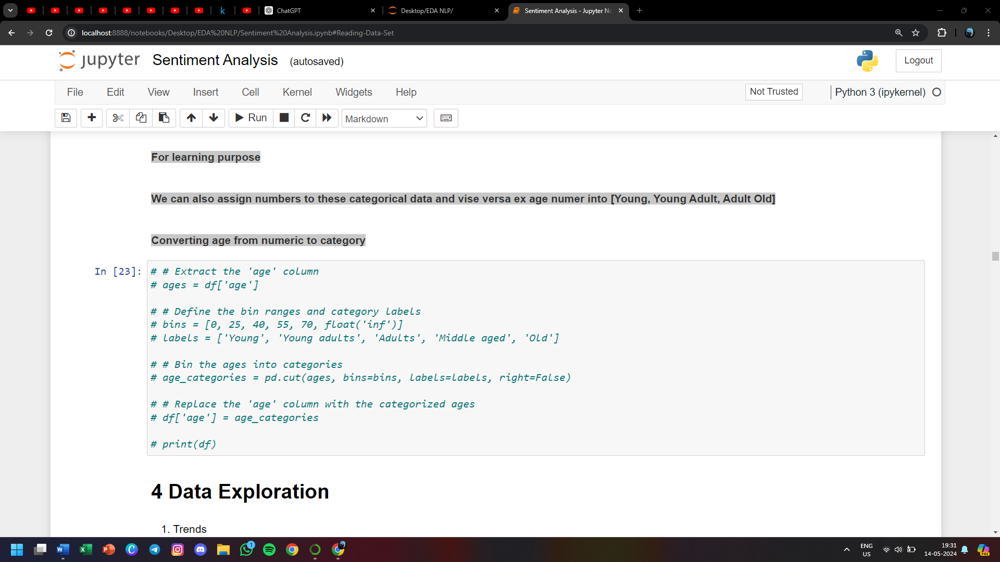 ChatGPT
Desktop/EDA NLP/
Sentiment Analysis - Jupyter No
localhost:8888/notebooks/Desktop/EDA%20NLP/Sentiment%20Analysis.ipynb#Reading-Data-Set
jupyter Sentiment Analysis (autosaved)
Logout
File Edit View Insert Cell Kernel Widgets Help
Not Trusted
Python 3 (ipykernel)
Run
Markdown
For learning purpose
We can also assign numbers to these categorical data and vise versa ex age numer into [Young, Young Adult, Adult Old]
Converting age from numeric to category
In [23]:
# # Extract the 'age' column
# ages = df['age']
# # Define the bin ranges and category labels
# bins = [0, 25, 40, 55, 70, float('inf')]
# labels = ['Young', 'Young adults', 'Adults', 'Middle aged', 'Old']
# # Bin the ages into categories
# age_categories = pd.cut(ages, bins=bins, labels=labels, right=False)
# # Replace the 'age' column with the categorized ages
# df['age'] = age_categories
# print(df)
4 Data Exploration
1. Trends
1
ENG
US
19:31
14-05-2024
PRE